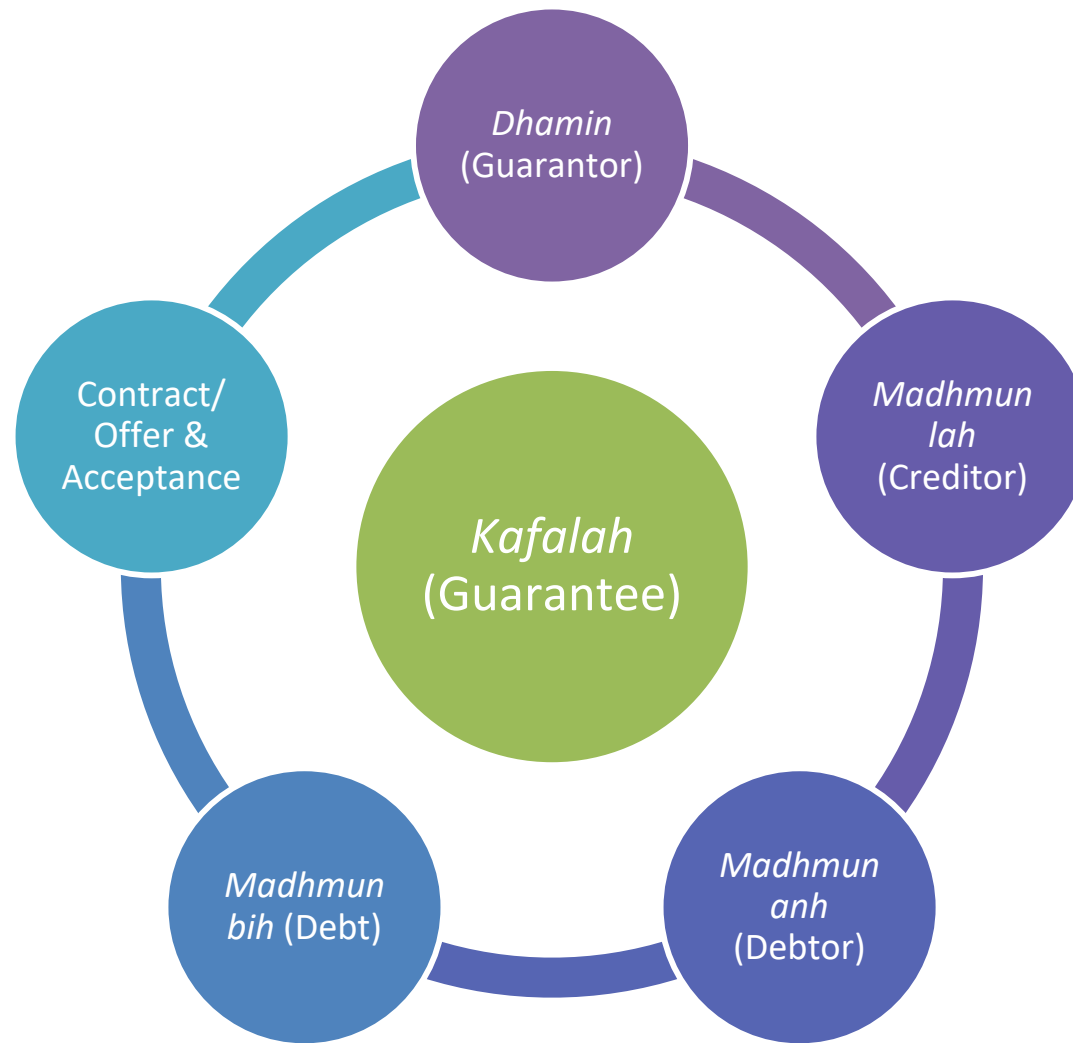 Dhamin
(Guarantor)
Madhmun
lah
(Creditor)
Madhmun
anh
(Debtor)
Madhmun
bih (Debt)
Contract/
Offer &
Acceptance
Kafalah
(Guarantee)